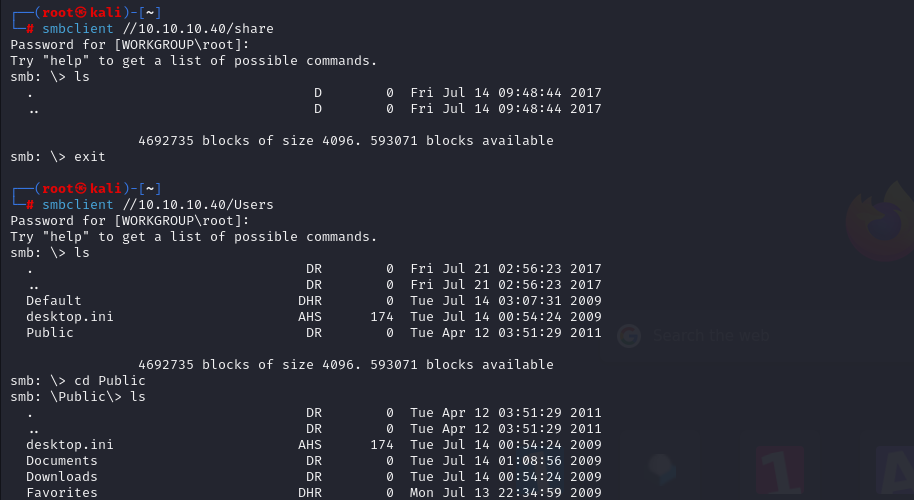 ┌──(root㉿kali)-[~]
└─# smbclient //10.10.10.40/share
Password for [WORKGROUP\root]:
Try "help" to get a list of possible commands.
smb: \> ls
  .                                   D        0  Fri Jul 14 09:48:44 2017
  ..                                  D        0  Fri Jul 14 09:48:44 2017

                4692735 blocks of size 4096. 593071 blocks available
smb: \> exit

┌──(root㉿kali)-[~]
└─# smbclient //10.10.10.40/Users
Password for [WORKGROUP\root]:
Try "help" to get a list of possible commands.
smb: \> ls
  .                                  DR        0  Fri Jul 21 02:56:23 2017
  ..                                 DR        0  Fri Jul 21 02:56:23 2017
  Default                           DHR        0  Tue Jul 14 03:07:31 2009
  desktop.ini                       AHS      174  Tue Jul 14 00:54:24 2009
  Public                             DR        0  Tue Apr 12 03:51:29 2011
Search the web

                4692735 blocks of size 4096. 593071 blocks available
smb: \> cd Public
smb: \Public\> ls
  .                                  DR        0  Tue Apr 12 03:51:29 2011
  ..                                 DR        0  Tue Apr 12 03:51:29 2011
  desktop.ini                       AHS      174  Tue Jul 14 00:54:24 2009
  Documents                          DR        0  Tue Jul 14 01:08:56 2009
  Downloads                          DR        0  Tue Jul 14 00:54:24 2009
  Favorites                         DHR        0  Mon Jul 13 22:34:59 2009